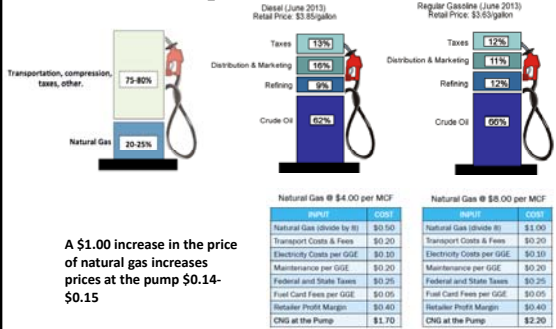 Diesel (June 2013)
Retail Price: $3.85/gallon
Regular Gasoline (June 2013)
Retail Price: $3.63/gallon
Transportation, compression,
taxes, other.
75-80%
Natural Gas
20-25%
Taxes
13%
Distribution & Marketing
16%
Refining
9%
Crude Oil
62%
Taxes
12%
Distribution & Marketing
11%
Refining
12%
Crude Oil
66%
A $1.00 increase in the price
of natural gas increases
prices at the pump $0.14-
$0.15
Natural Gas @ $4.00 per MCF
INPUT COST
Natural Gas (divide by 8) $0.50
Transport Costs & Fees $0.20
Electricity Costs per GGE $0.10
Maintenance per GGE $0.20
Federal and State Taxes $0.25
Fuel Card Fees per GGE $0.05
Retailer Profit Margin $0.40
CNG at the Pump $1.70
Natural Gas @ $8.00 per MCF
INPUT COST
Natural Gas (divide by 8) $1.00
Transport Costs & Fees $0.20
Electricity Costs per GGE $0.10
Maintenance per GGE $0.20
Federal and State Taxes $0.25
Fuel Card Fees per GGE $0.05
Retailer Profit Margin $0.40
CNG at the Pump $2.20